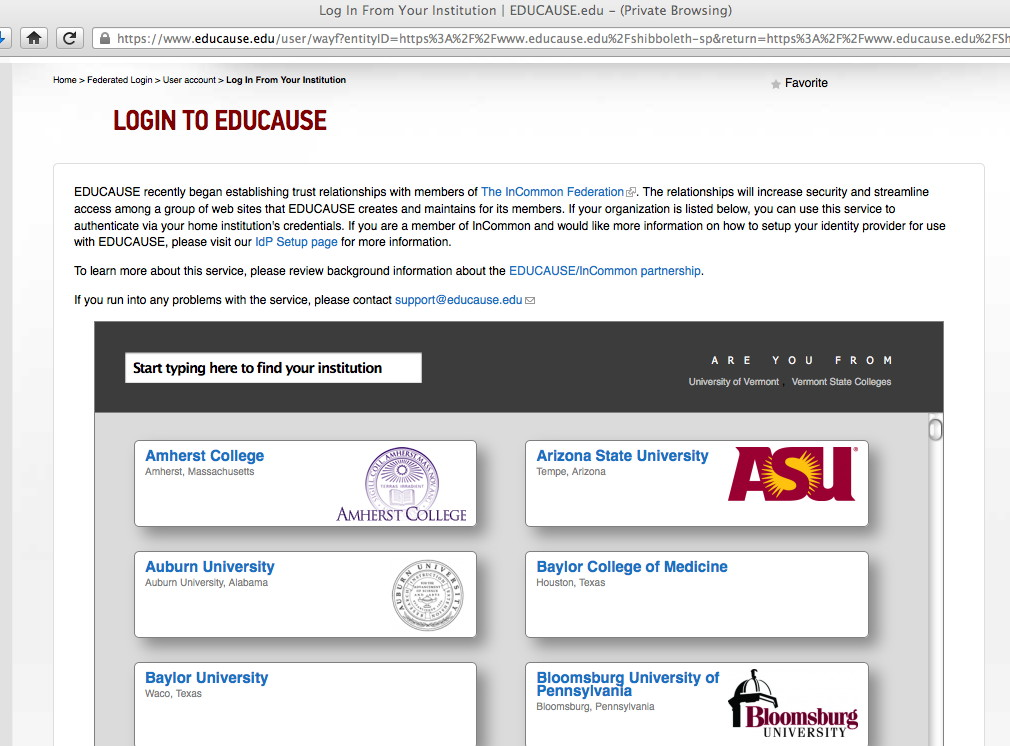 Log In From Your Institution | EDUCAUSE.edu – (Private Browsing)
https://www.educause.edu/user/wayf?entityID=https%3A%2F%2Fwww.educause.edu%2Fshibboleth-sp&return=https%3A%2F%2Fwww.educause.edu%2FSh
Home > Federated Login > User account > Log In From Your Institution
Favorite
LOGIN TO EDUCAUSE
EDUCAUSE recently began establishing trust relationships with members of The InCommon Federation. The relationships will increase security and streamline
access among a group of web sites that EDUCAUSE creates and maintains for its members. If your organization is listed below, you can use this service to
authenticate via your home institution's credentials. If you are a member of InCommon and would like more information on how to setup your identity provider for use
with EDUCAUSE, please visit our IdP Setup page for more information.
To learn more about this service, please review background information about the EDUCAUSE/InCommon partnership.
If you run into any problems with the service, please contact support@educause.edu
Start typing here to find your institution
ARE YOU FROM
University of Vermont , Vermont State Colleges
Amherst College
Amherst, Massachusetts
AMHERST COLLEGE
Arizona State University
Tempe, Arizona
ASU
Auburn University
Auburn University, Alabama
AUBURN UNIVERSITY
Baylor College of Medicine
Houston, Texas
Baylor University
Waco, Texas
Bloomsburg University of
Pennsylvania
Bloomsburg, Pennsylvania
Bloomsburg
UNIVERSITY